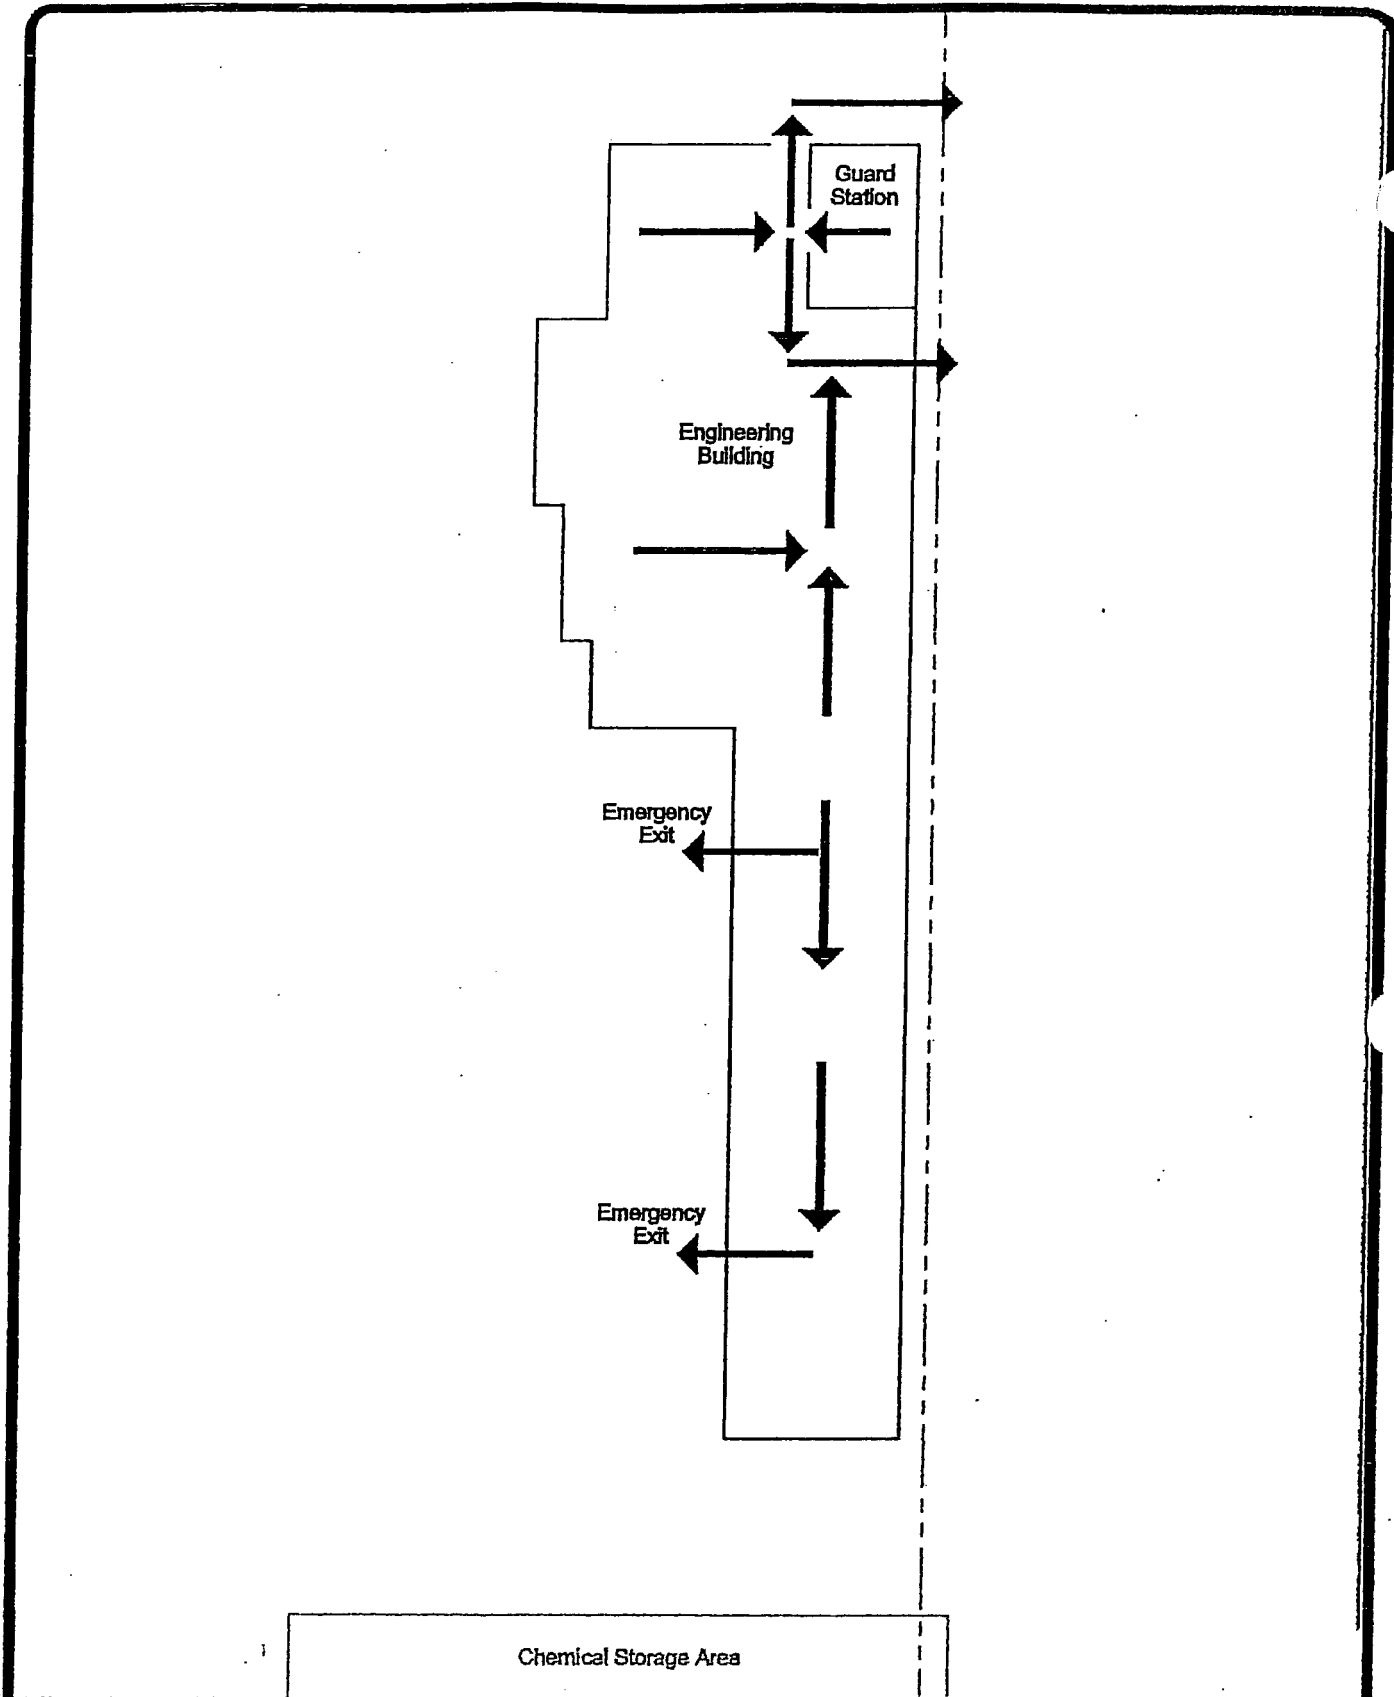 Guard
Station
Engineering
Building
Emergency
Exit
Emergency
Exit
Chemical Storage Area